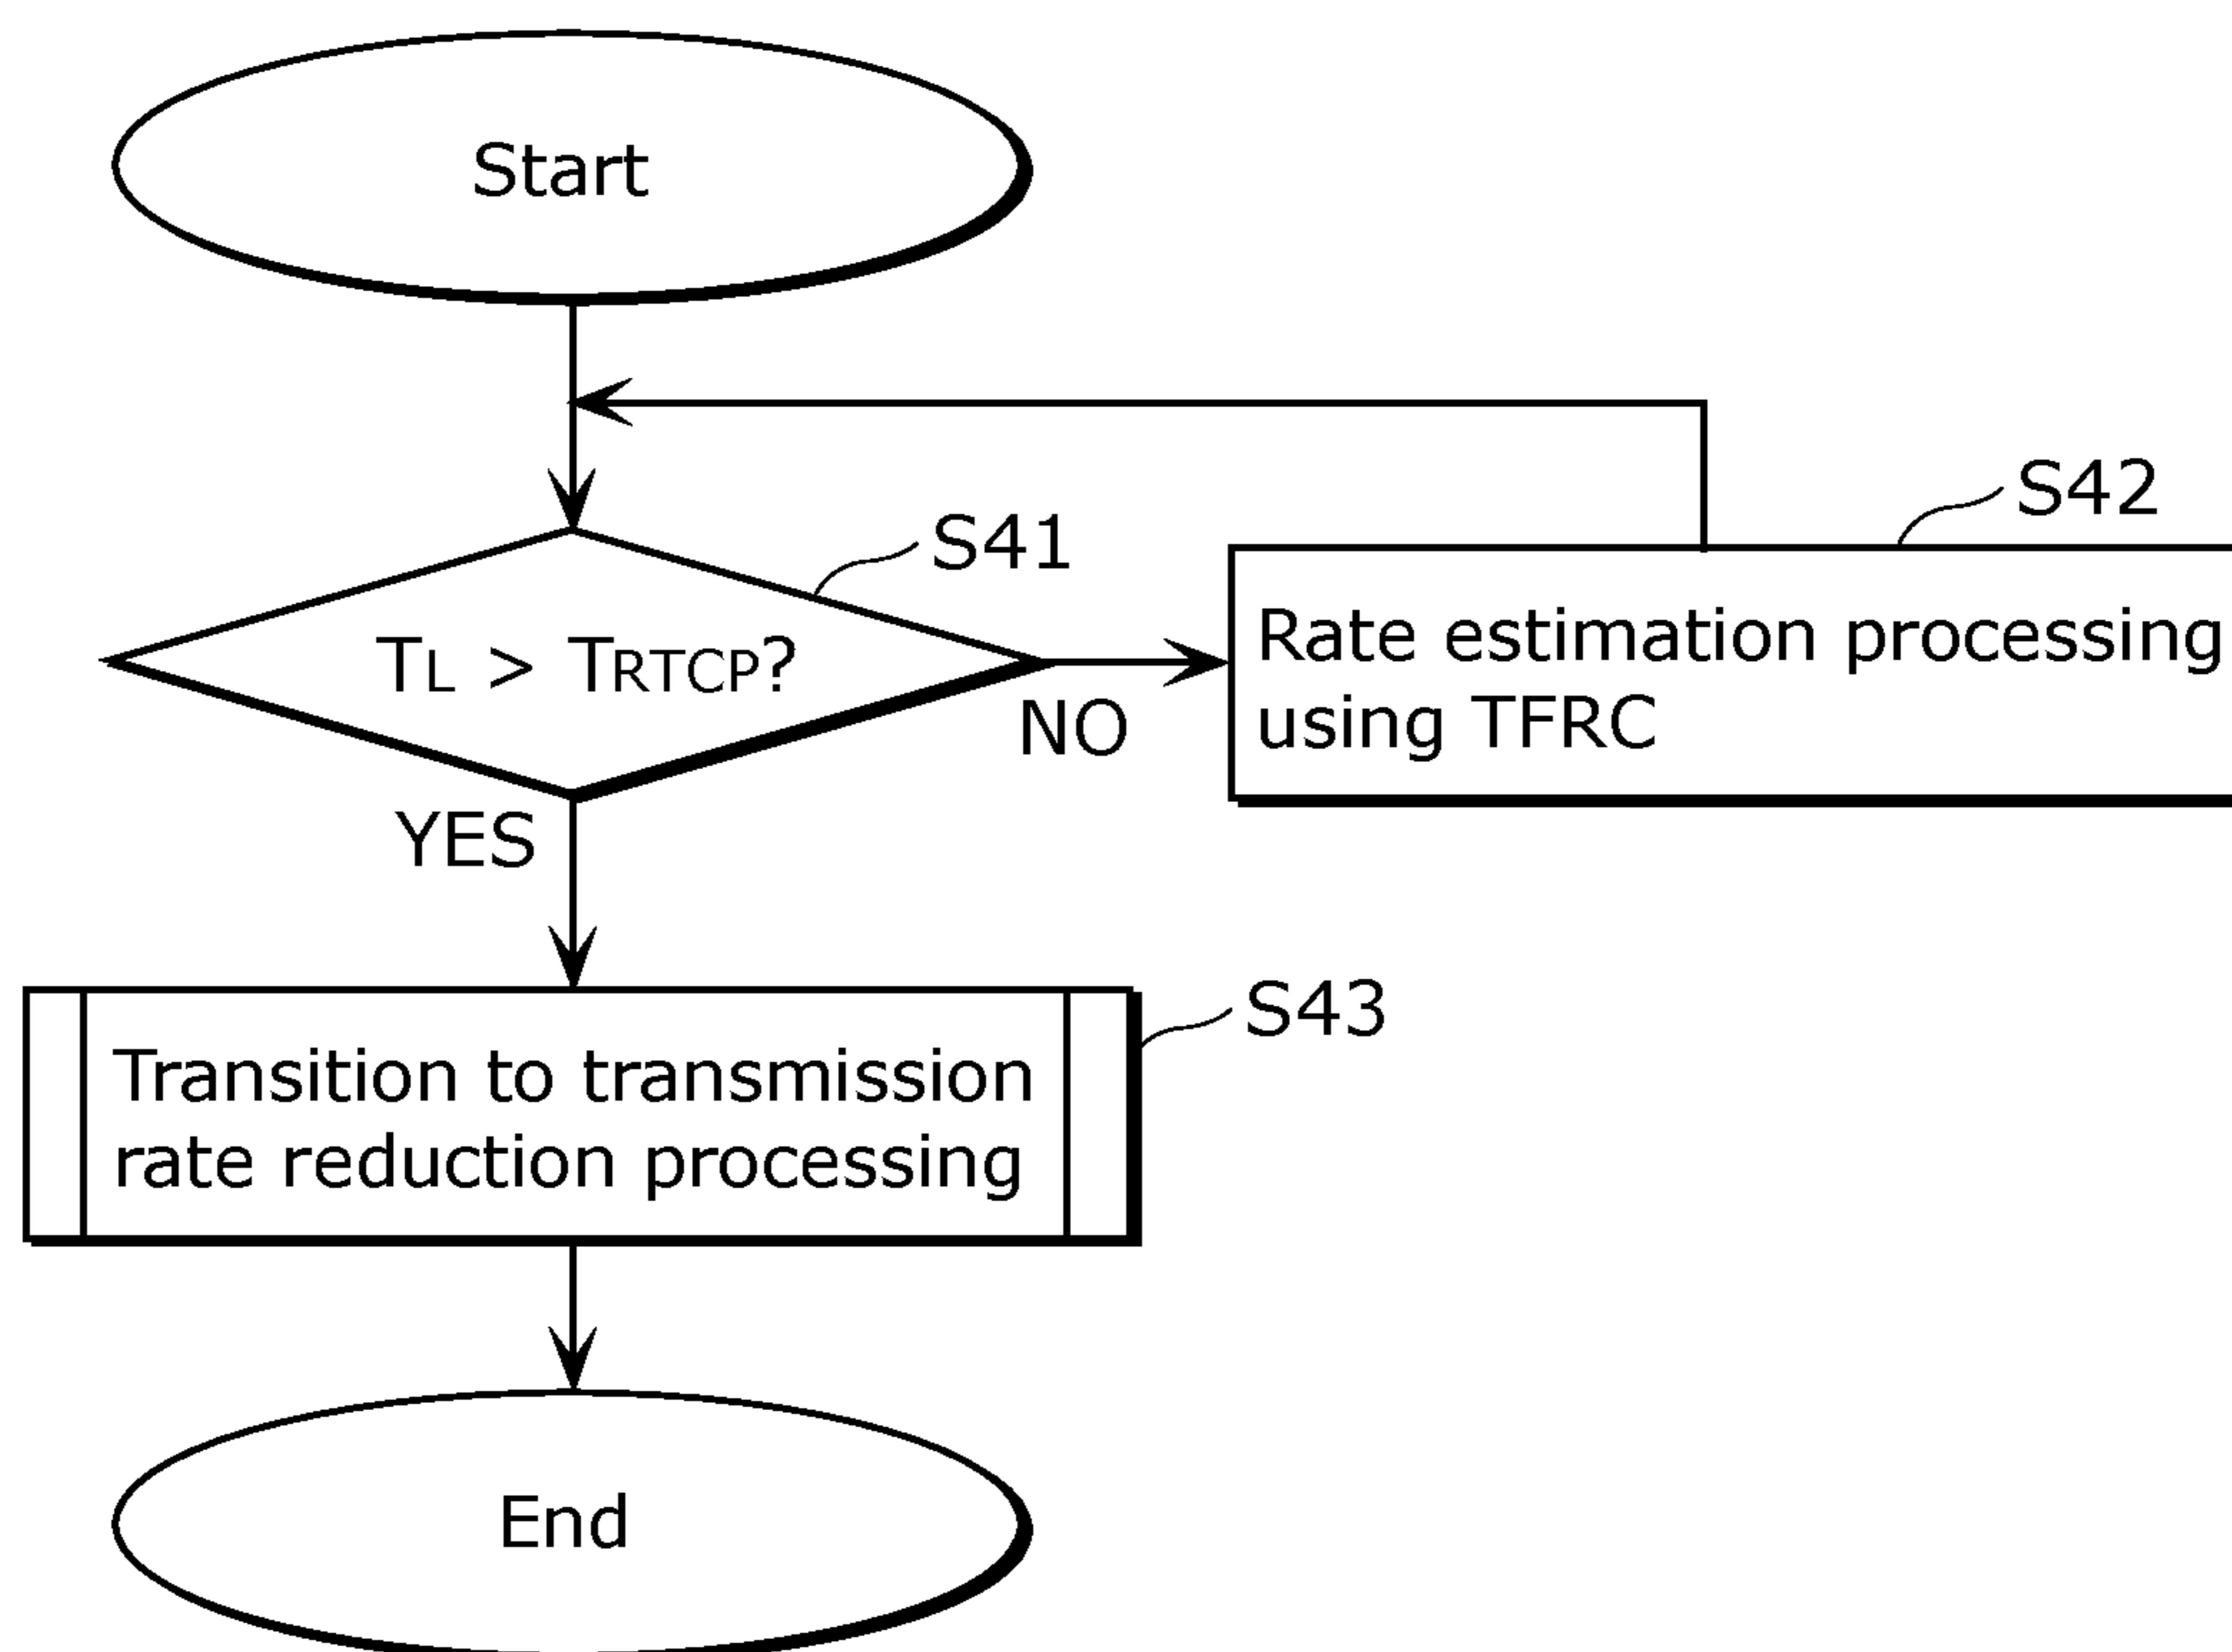 Start
S41
S42
TL > TRTCP?
NO
Rate estimation processing
using TFRC
YES
S43
Transition to transmission
rate reduction processing
End